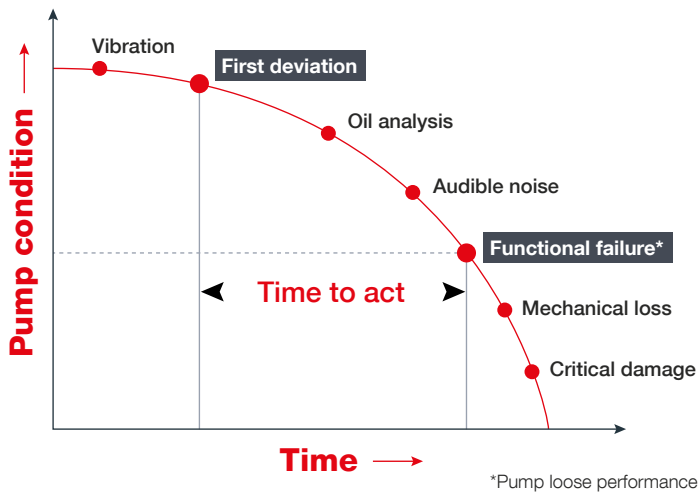 Vibration
First deviation
Oil analysis
Audible noise
Functional failure*
Time to act
Mechanical loss
Critical damage
Pump condition
Time
*Pump loose performance